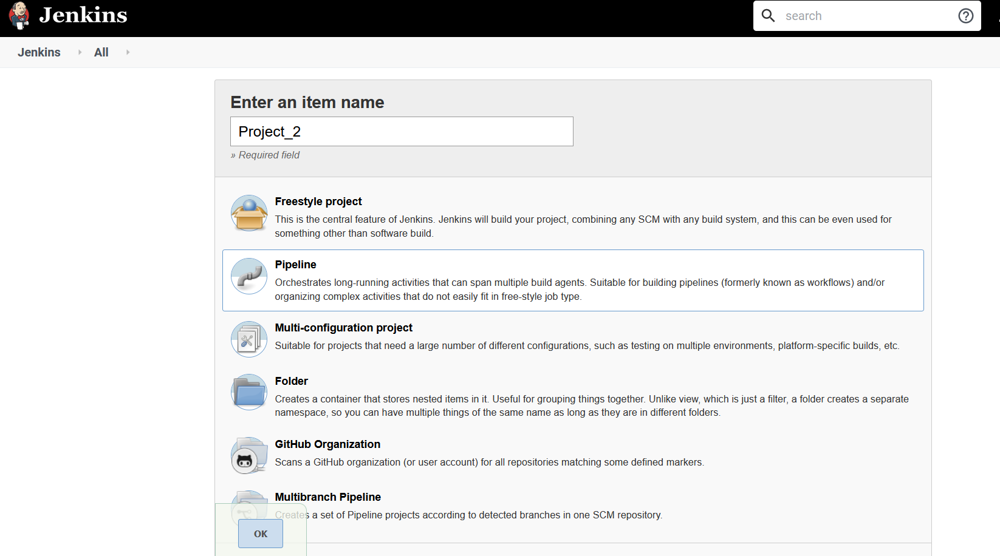 Jenkins
search
Jenkins
All
Enter an item name
Project_2
» Required field
Freestyle project
This is the central feature of Jenkins. Jenkins will build your project, combining any SCM with any build system, and this can be even used for
something other than software build.
Pipeline
Orchestrates long-running activities that can span multiple build agents. Suitable for building pipelines (formerly known as workflows) and/or
organizing complex activities that do not easily fit in free-style job type.
Multi-configuration project
Suitable for projects that need a large number of different configurations, such as testing on multiple environments, platform-specific builds, etc.
Folder
Creates a container that stores nested items in it. Useful for grouping things together. Unlike view, which is just a filter, a folder creates a separate
namespace, so you can have multiple things of the same name as long as they are in different folders.
GitHub Organization
Scans a GitHub organization (or user account) for all repositories matching some defined markers.
Multibranch Pipeline
Creates a set of Pipeline projects according to detected branches in one SCM repository.
OK